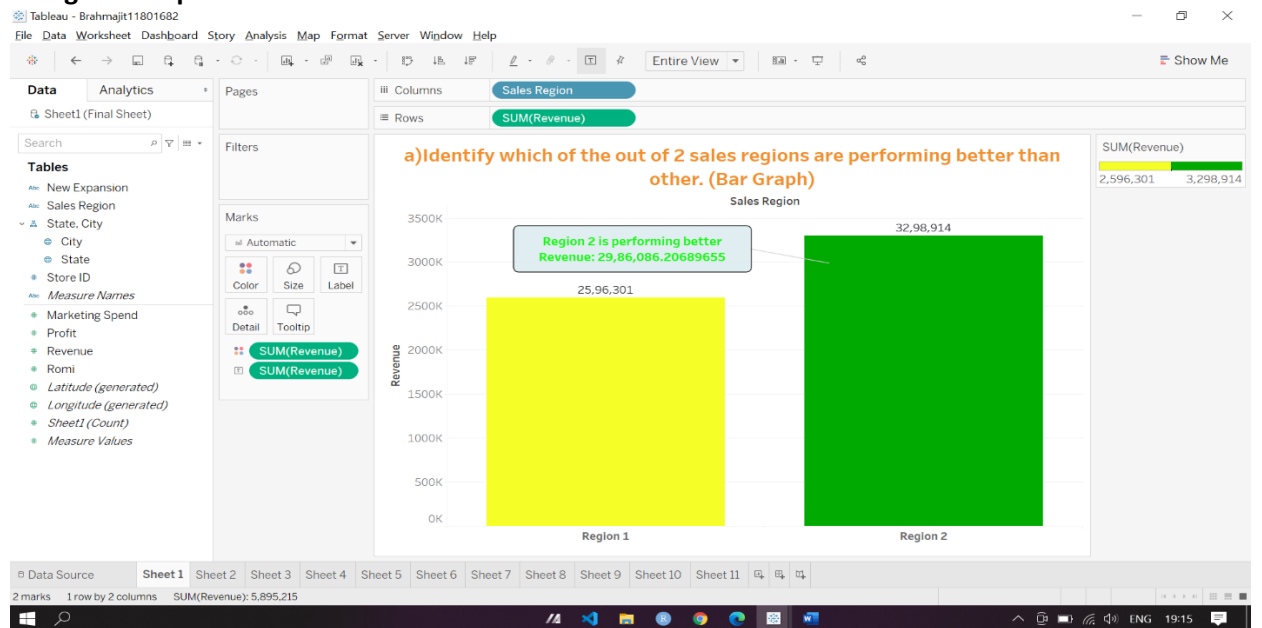 Tableau - Brahmajit11801682
File Data Worksheet Dashboard Story Analysis Map Format Server Window Help
Entire View
Show Me
Data Analytics
Sheet1 (Final Sheet)
Search
Tables
Abc New Expansion
Abc Sales Region
State, City
City
State
Store ID
Abc Measure Names
Marketing Spend
Profit
Revenue
Romi
Latitude (generated)
Longitude (generated)
Sheet1 (Count)
Measure Values
Pages
Filters
Marks
Automatic
Color Size Label
Detail Tooltip
SUM(Revenue)
SUM(Revenue)
Columns Sales Region
Rows SUM(Revenue)
a)Identify which of the out of 2 sales regions are performing better than
other. (Bar Graph)
Sales Region
3500K
3000K
2500K
2000K
1500K
1000K
500K
0K
Revenue
Region 2 is performing better
Revenue: 29,86,086.20689655
25,96,301
32,98,914
Region 1 Region 2
SUM(Revenue)
2,596,301 3,298,914
Data Source Sheet 1 Sheet 2 Sheet 3 Sheet 4 Sheet 5 Sheet 6 Sheet 7 Sheet 8 Sheet 9 Sheet 10 Sheet 11
2 marks 1 row by 2 columns SUM(Revenue): 5,895,215
ENG 19:15